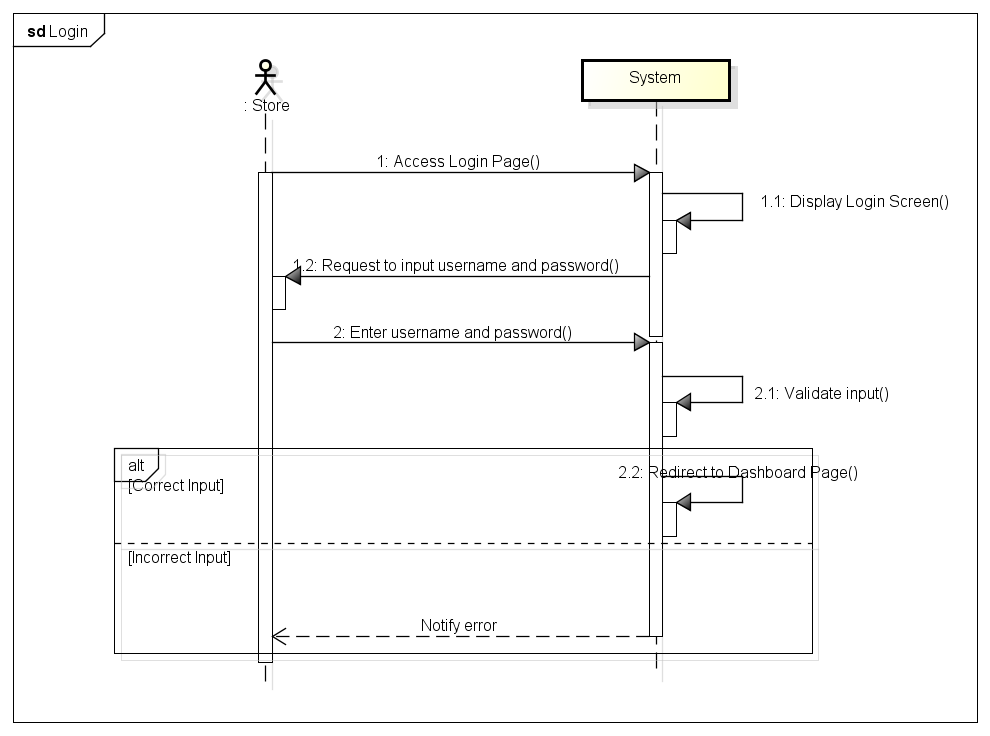 sd Login
: Store
System
1: Access Login Page()
1.1: Display Login Screen()
1.2: Request to input username and password()
2: Enter username and password()
2.1: Validate input()
alt
2.2: Redirect to Dashboard Page()
[Correct Input]
[Incorrect Input]
Notify error